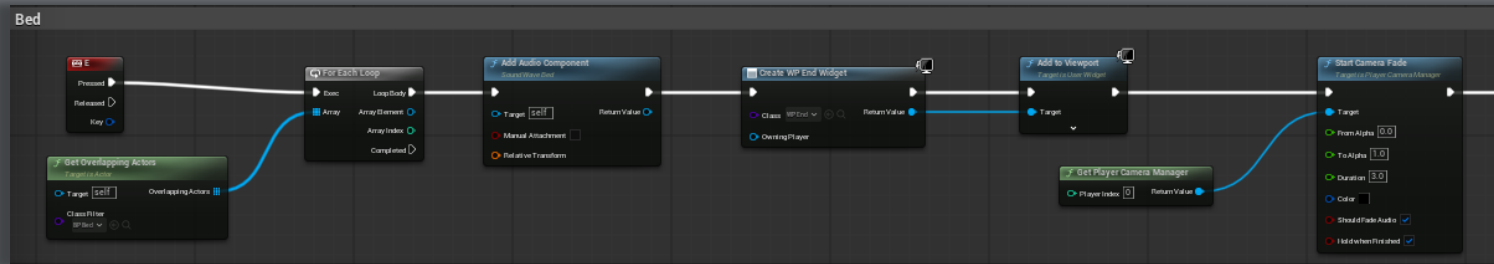 Bed
E
Pressed
Released
Key
Get Overlapping Actors
Target is Actor
Target self
Overlapping Actors
Class Filter
BP Bed
For Each Loop
Exec
Loop Body
Array
Array Element
Array Index
Completed
Add Audio Component
Sound Wave Bed
Target self
Return Value
Manual Attachment
Relative Transform
Create WP End Widget
Class WP End
Return Value
Owning Player
Add to Viewport
Target is User Widget
Target
Get Player Camera Manager
Player Index 0
Return Value
Start Camera Fade
Target is Player Camera Manager
Target
From Alpha 0.0
To Alpha 1.0
Duration 3.0
Color
Should Fade Audio
Hold when Finished